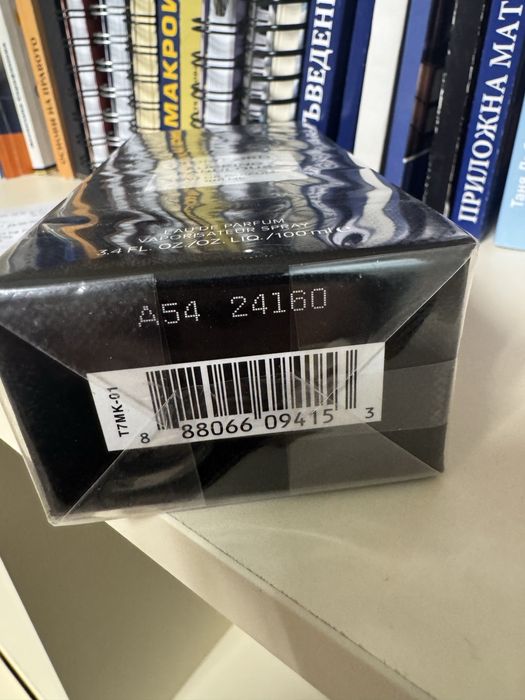 МАКРОИ
ЪВЕДЕНИ
ПРИЛОЖНА МАТ
EAU DE PARFUM
VAPORISATEUR SPRAY
3.4 FL. OZ./OZ. LIQ./100 ml e
A54 24160
T7MK-01
8 88066 09415 3